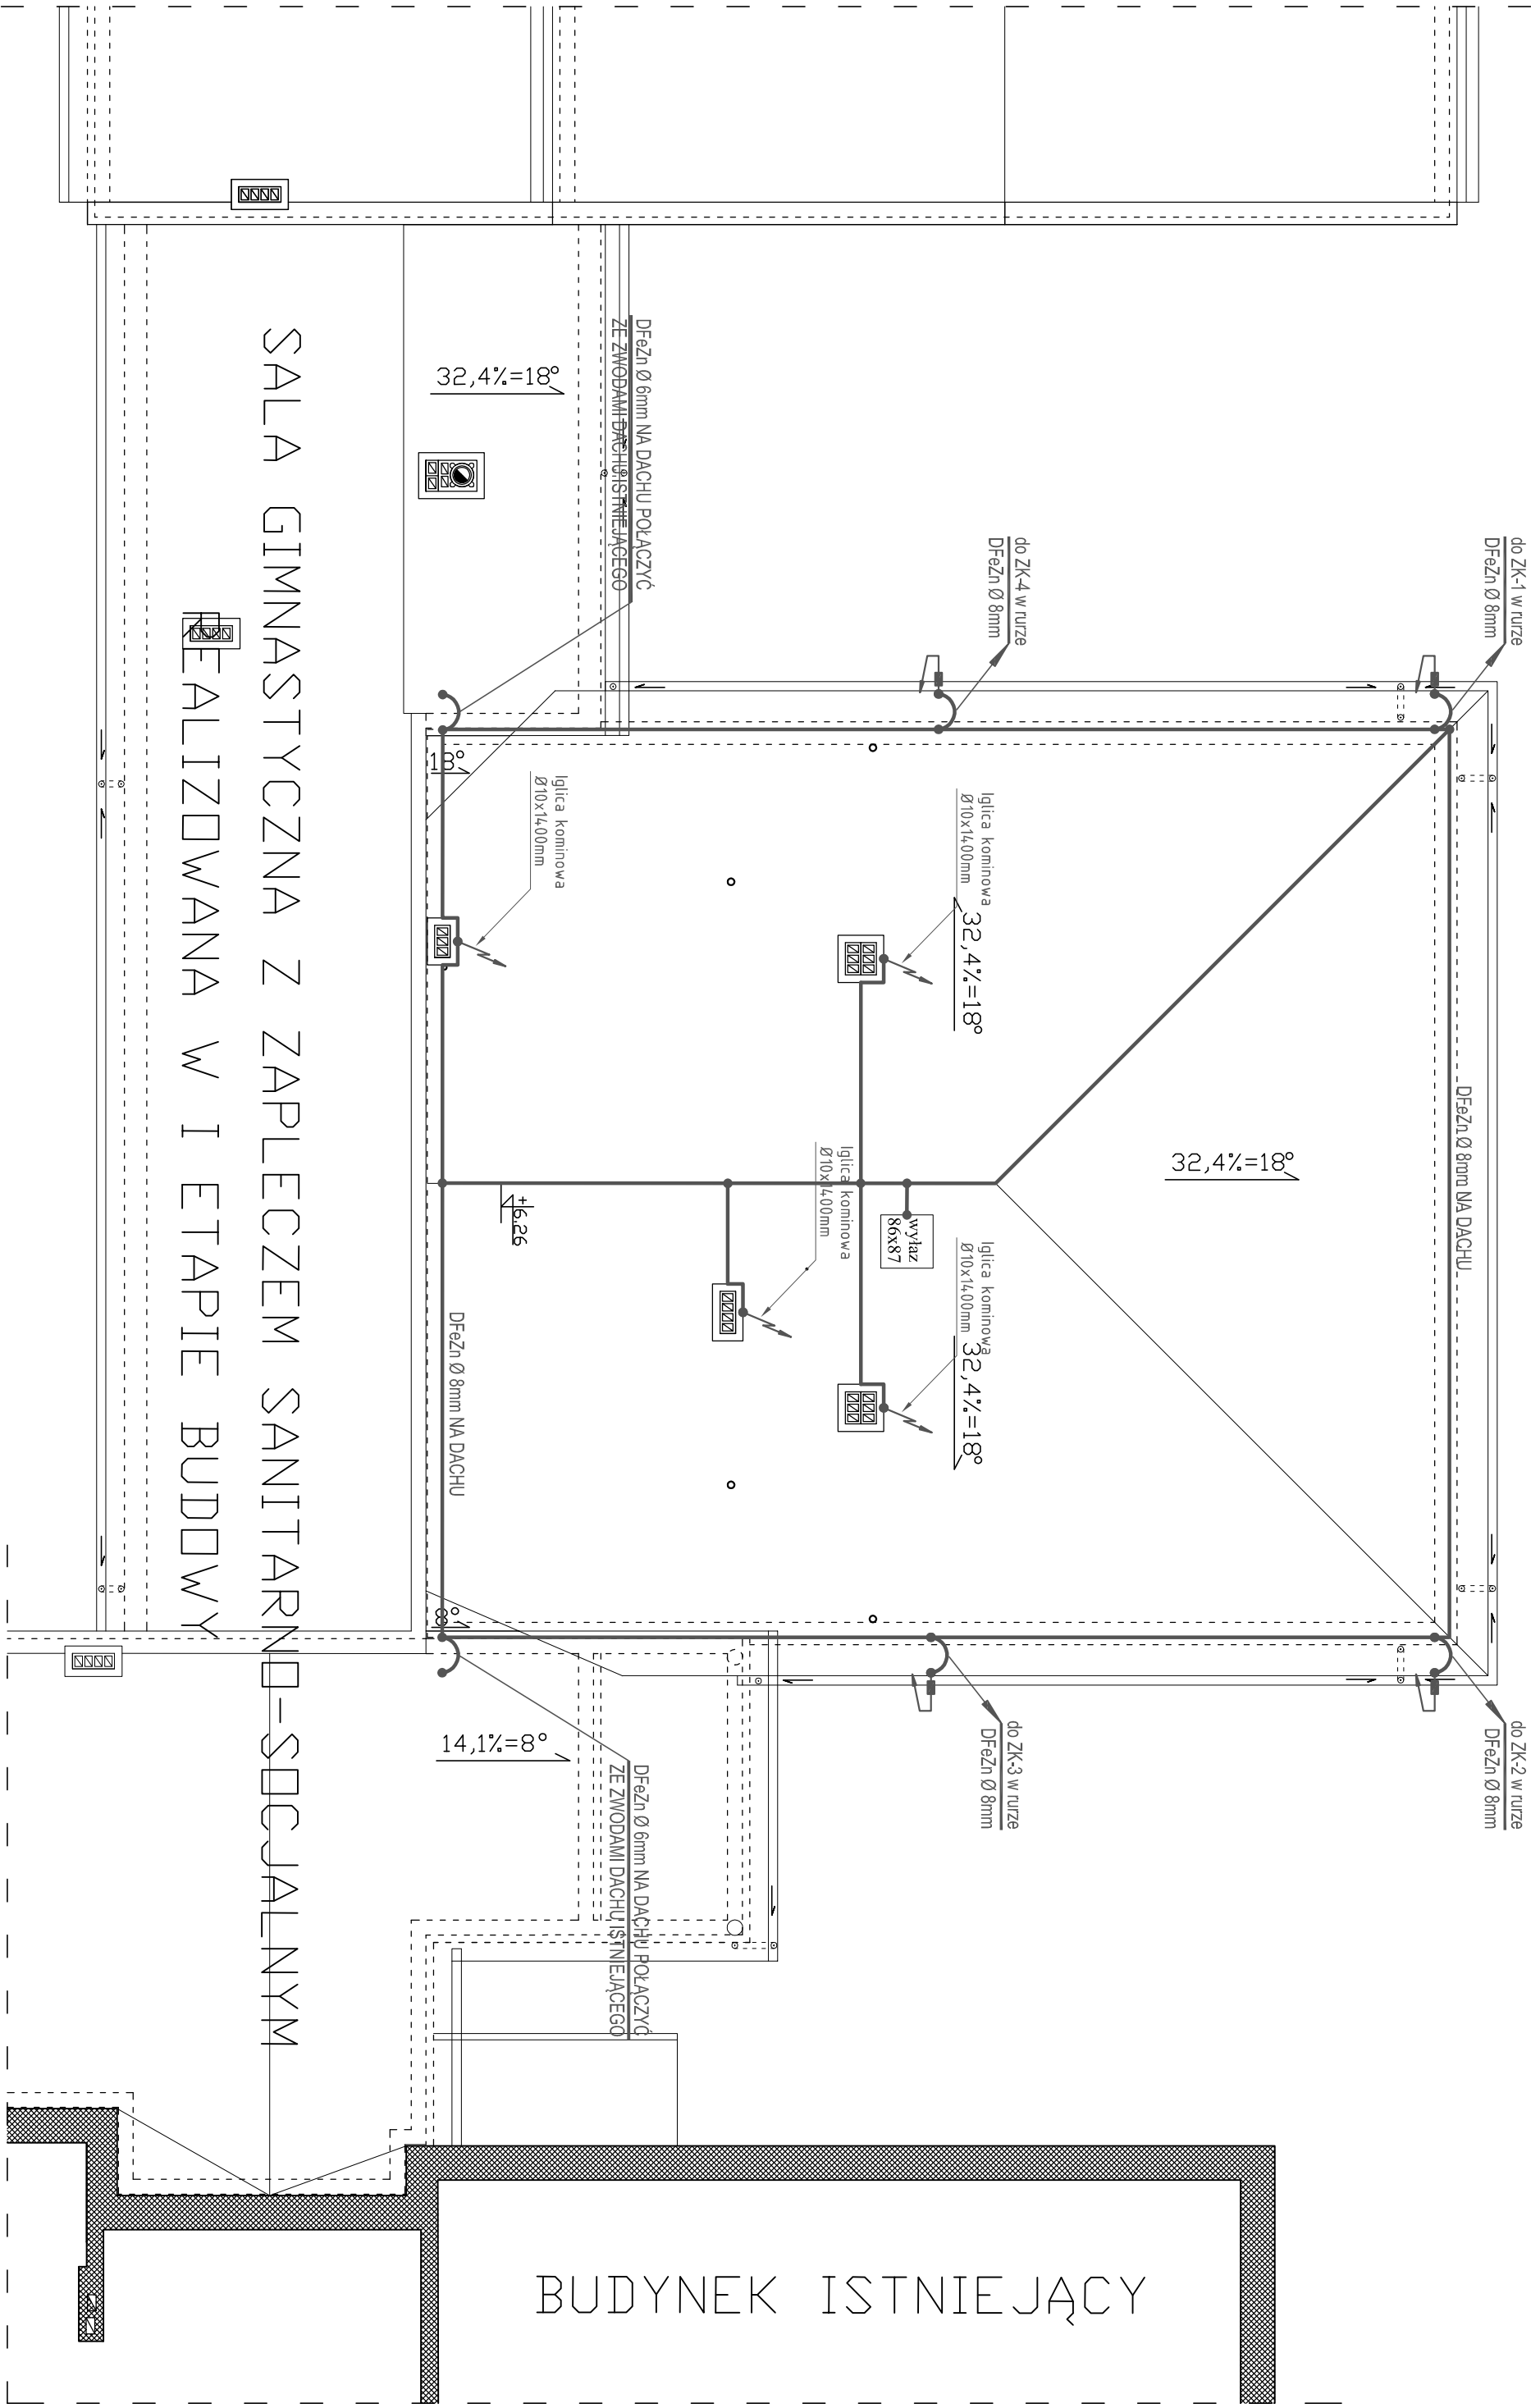 SALA GIMNASTYCZNA Z ZAPLECZEM SANITARNO-SOCJALNYM
REALIZOWANA W I ETAPIE BUDOWY
32,4%=18°
DFeZn Ø 6mm NA DACHU POŁĄCZYĆ
ZE ZWODAMI DACHU ISTNIEJĄCEGO
do ZK-4 w rurze
DFeZn Ø 8mm
do ZK-1 w rurze
DFeZn Ø 8mm
18°
Iglica kominowa
Ø10x1400mm
Iglica kominowa
Ø10x1400mm
32,4%=18°
DFeZn Ø 8mm NA DACHU
32,4%=18°
Iglica kominowa
Ø10x1400mm
+6.26
wyłaz
86x87
Iglica kominowa
Ø10x1400mm
32,4%=18°
DFeZn Ø 8mm NA DACHU
8°
14,1%=8°
DFeZn Ø 6mm NA DACHU POŁĄCZYĆ
ZE ZWODAMI DACHU ISTNIEJĄCEGO
do ZK-3 w rurze
DFeZn Ø 8mm
do ZK-2 w rurze
DFeZn Ø 8mm
BUDYNEK ISTNIEJĄCY